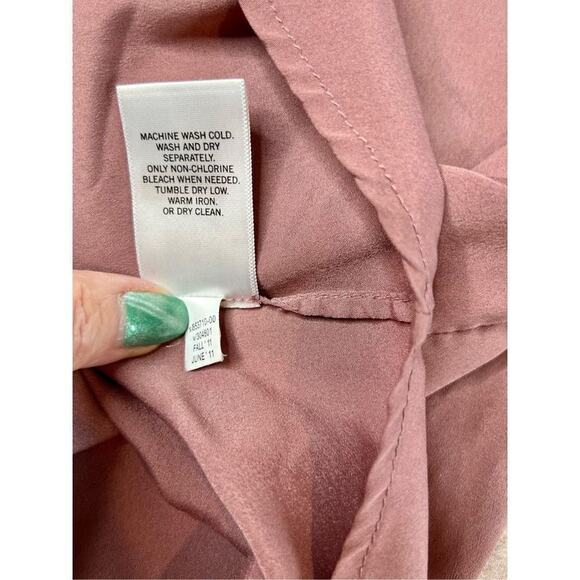 MACHINE WASH COLD.
WASH AND DRY
SEPARATELY.
ONLY NON-CHLORINE
BLEACH WHEN NEEDED.
TUMBLE DRY LOW.
WARM IRON.
OR DRY CLEAN.
FALL '11
JUNE '11